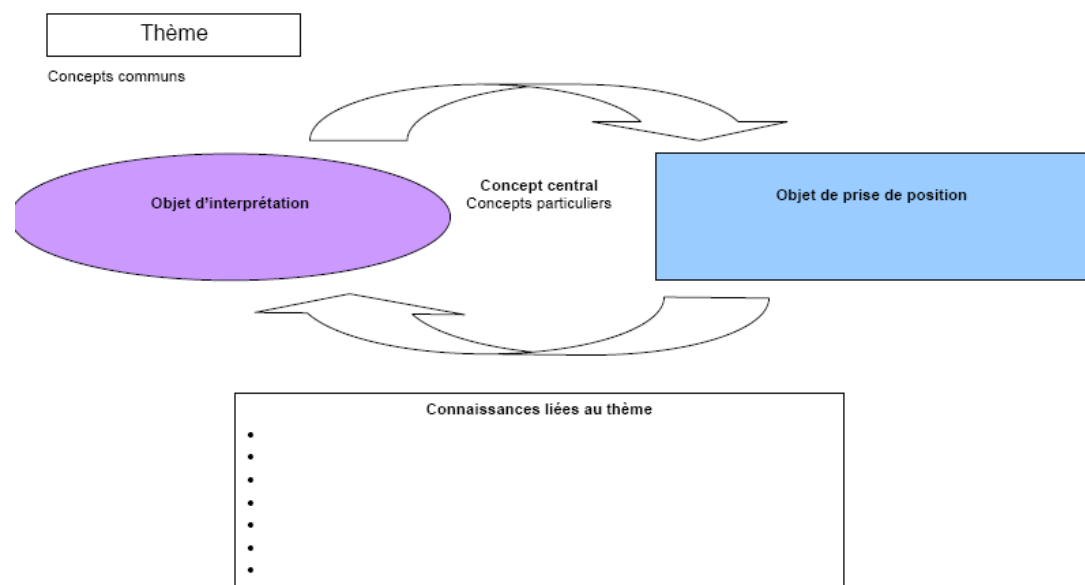 Thème
Concepts communs
Objet d'interprétation
Concept central
Concepts particuliers
Objet de prise de position
Connaissances liées au thème
•
•
•
•
•
•
•